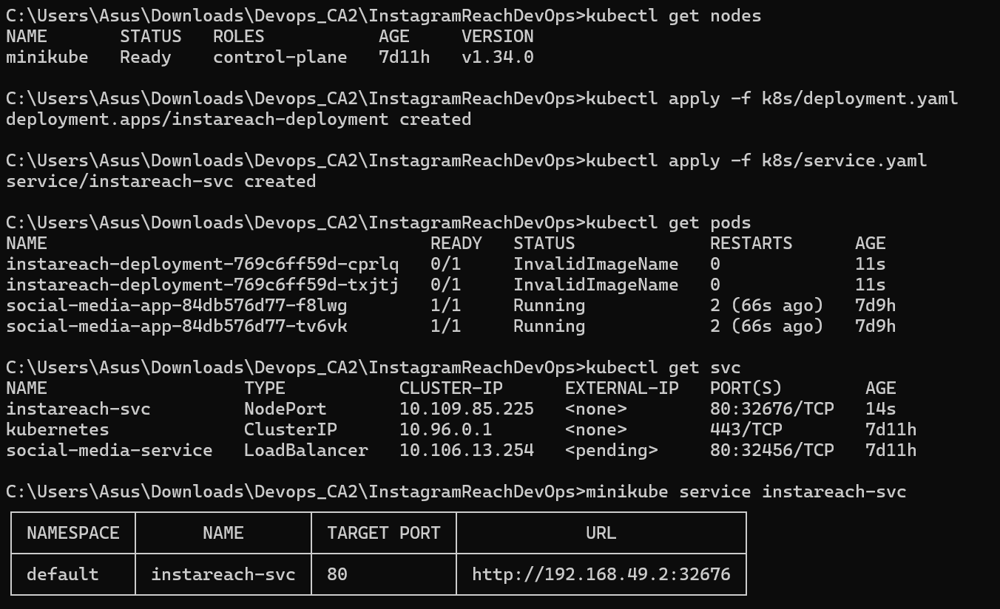 C:\Users\Asus\Downloads\Devops_CA2\InstagramReachDevOps>kubectl get nodes
NAME       STATUS   ROLES           AGE     VERSION
minikube   Ready    control-plane   7d11h   v1.34.0
C:\Users\Asus\Downloads\Devops_CA2\InstagramReachDevOps>kubectl apply -f k8s/deployment.yaml
deployment.apps/instareach-deployment created
C:\Users\Asus\Downloads\Devops_CA2\InstagramReachDevOps>kubectl apply -f k8s/service.yaml
service/instareach-svc created
C:\Users\Asus\Downloads\Devops_CA2\InstagramReachDevOps>kubectl get pods
NAME                                     READY   STATUS             RESTARTS      AGE
instareach-deployment-769c6ff59d-cprlq   0/1     InvalidImageName   0             11s
instareach-deployment-769c6ff59d-txjtj   0/1     InvalidImageName   0             11s
social-media-app-84db576d77-f8lwg        1/1     Running            2 (66s ago)   7d9h
social-media-app-84db576d77-tv6vk        1/1     Running            2 (66s ago)   7d9h
C:\Users\Asus\Downloads\Devops_CA2\InstagramReachDevOps>kubectl get svc
NAME                   TYPE           CLUSTER-IP      EXTERNAL-IP   PORT(S)        AGE
instareach-svc         NodePort       10.109.85.225   <none>        80:32676/TCP   14s
kubernetes             ClusterIP      10.96.0.1       <none>        443/TCP        7d11h
social-media-service   LoadBalancer   10.106.13.254   <pending>     80:32456/TCP   7d11h
C:\Users\Asus\Downloads\Devops_CA2\InstagramReachDevOps>minikube service instareach-svc
NAMESPACE   NAME   TARGET PORT   URL
default   instareach-svc   80   http://192.168.49.2:32676